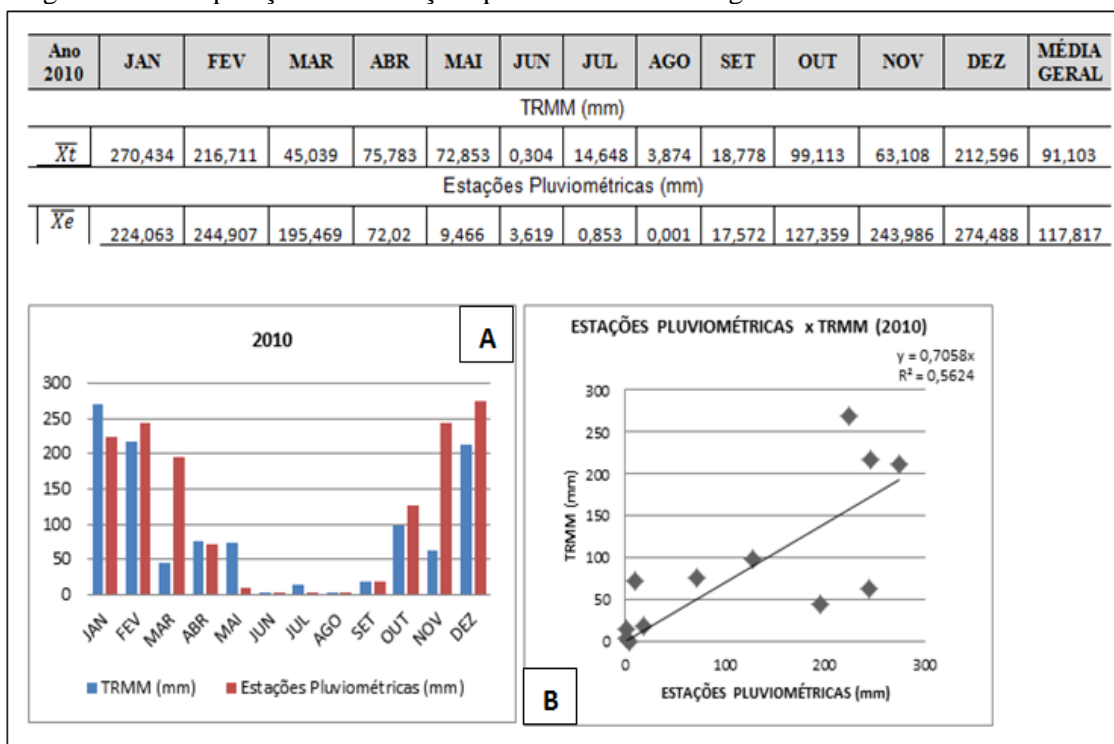 Ano 2010 JAN FEV MAR ABR MAI JUN JUL AGO SET OUT NOV DEZ MÉDIA GERAL
TRMM (mm)
Xt 270,434 216,711 45,039 75,783 72,853 0,304 14,648 3,874 18,778 99,113 63,108 212,596 91,103
Estações Pluviométricas (mm)
Xe 224,063 244,907 195,469 72,02 9,466 3,619 0,853 0,001 17,572 127,359 243,986 274,488 117,817
2010
A
300
250
200
150
100
50
0
JAN FEV MAR ABR MAI JUN JUL AGO SET OUT NOV DEZ
TRMM (mm) Estações Pluviométricas (mm)
ESTAÇÕES PLUVIOMÉTRICAS x TRMM (2010)
y = 0,7058x
R² = 0,5624
TRMM (mm)
300
250
200
150
100
50
0
0 100 200 300
ESTAÇÕES PLUVIOMÉTRICAS (mm)
B